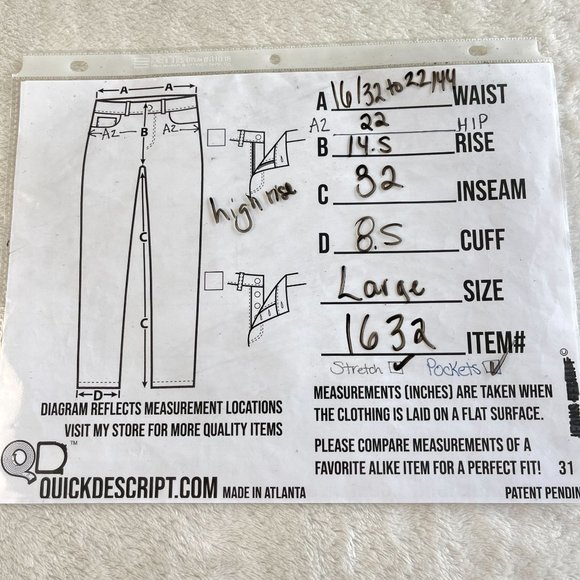 A A
A 16/32 to 22/44 WAIST
A2 22 HIP
A2 B A2
B 14.5 RISE
high rise
C 32 INSEAM
C
D 8.5 CUFF
Large SIZE
C
1632 ITEM#
Stretch Pockets
D
DIAGRAM REFLECTS MEASUREMENT LOCATIONS
VISIT MY STORE FOR MORE QUALITY ITEMS
MEASUREMENTS (INCHES) ARE TAKEN WHEN
THE CLOTHING IS LAID ON A FLAT SURFACE.
PLEASE COMPARE MEASUREMENTS OF A
FAVORITE ALIKE ITEM FOR A PERFECT FIT! 31
QD TM
QUICKDESCRIPT.COM MADE IN ATLANTA
PATENT PENDIN